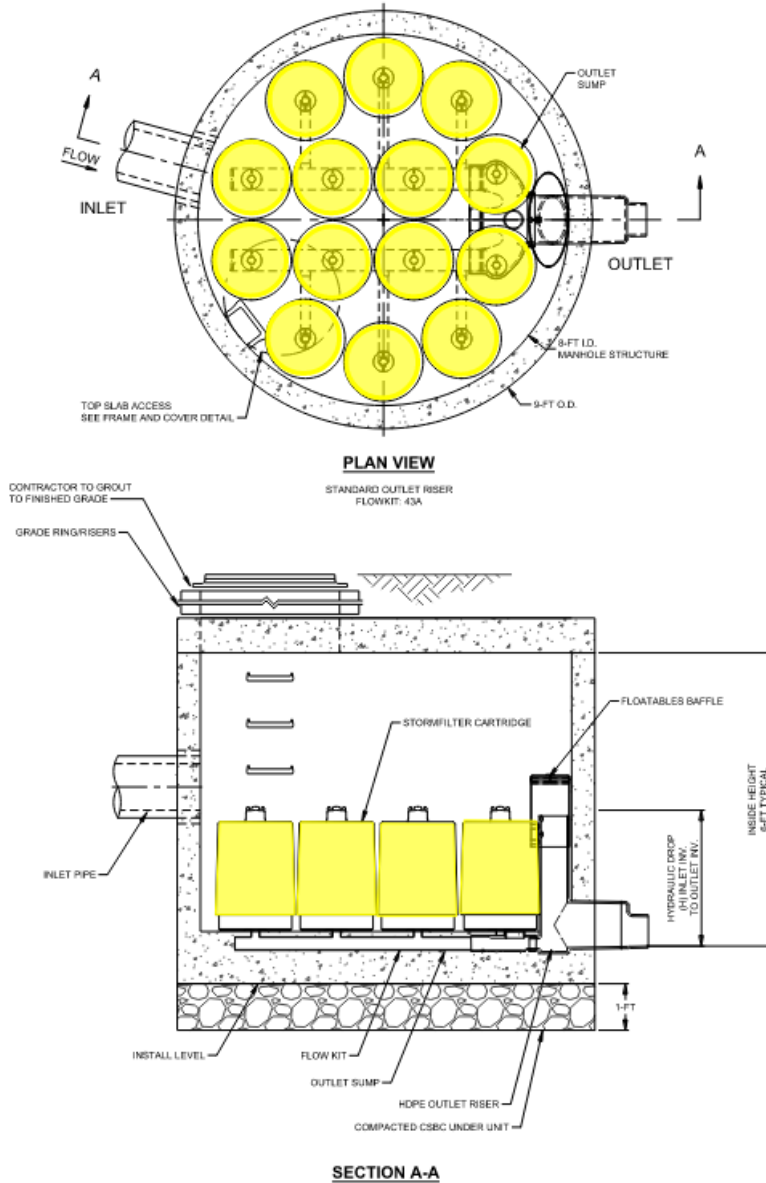 A
OUTLET
SUMP
FLOW
INLET
A
OUTLET
8-FT I.D.
MANHOLE STRUCTURE
9-FT O.D.
TOP SLAB ACCESS
SEE FRAME AND COVER DETAIL
PLAN VIEW
STANDARD OUTLET RISER
FLOWKIT: 43A
CONTRACTOR TO GROUT
TO FINISHED GRADE
GRADE RING/RISERS
STORMFILTER CARTRIDGE
FLOATABLES BAFFLE
INLET PIPE
HYDRAULIC DROP
(H) INLET INV.
TO OUTLET INV.
INSIDE HEIGHT
6-FT TYPICAL
1-FT
INSTALL LEVEL
FLOW KIT
OUTLET SUMP
HDPE OUTLET RISER
COMPACTED CSBC UNDER UNIT
SECTION A-A